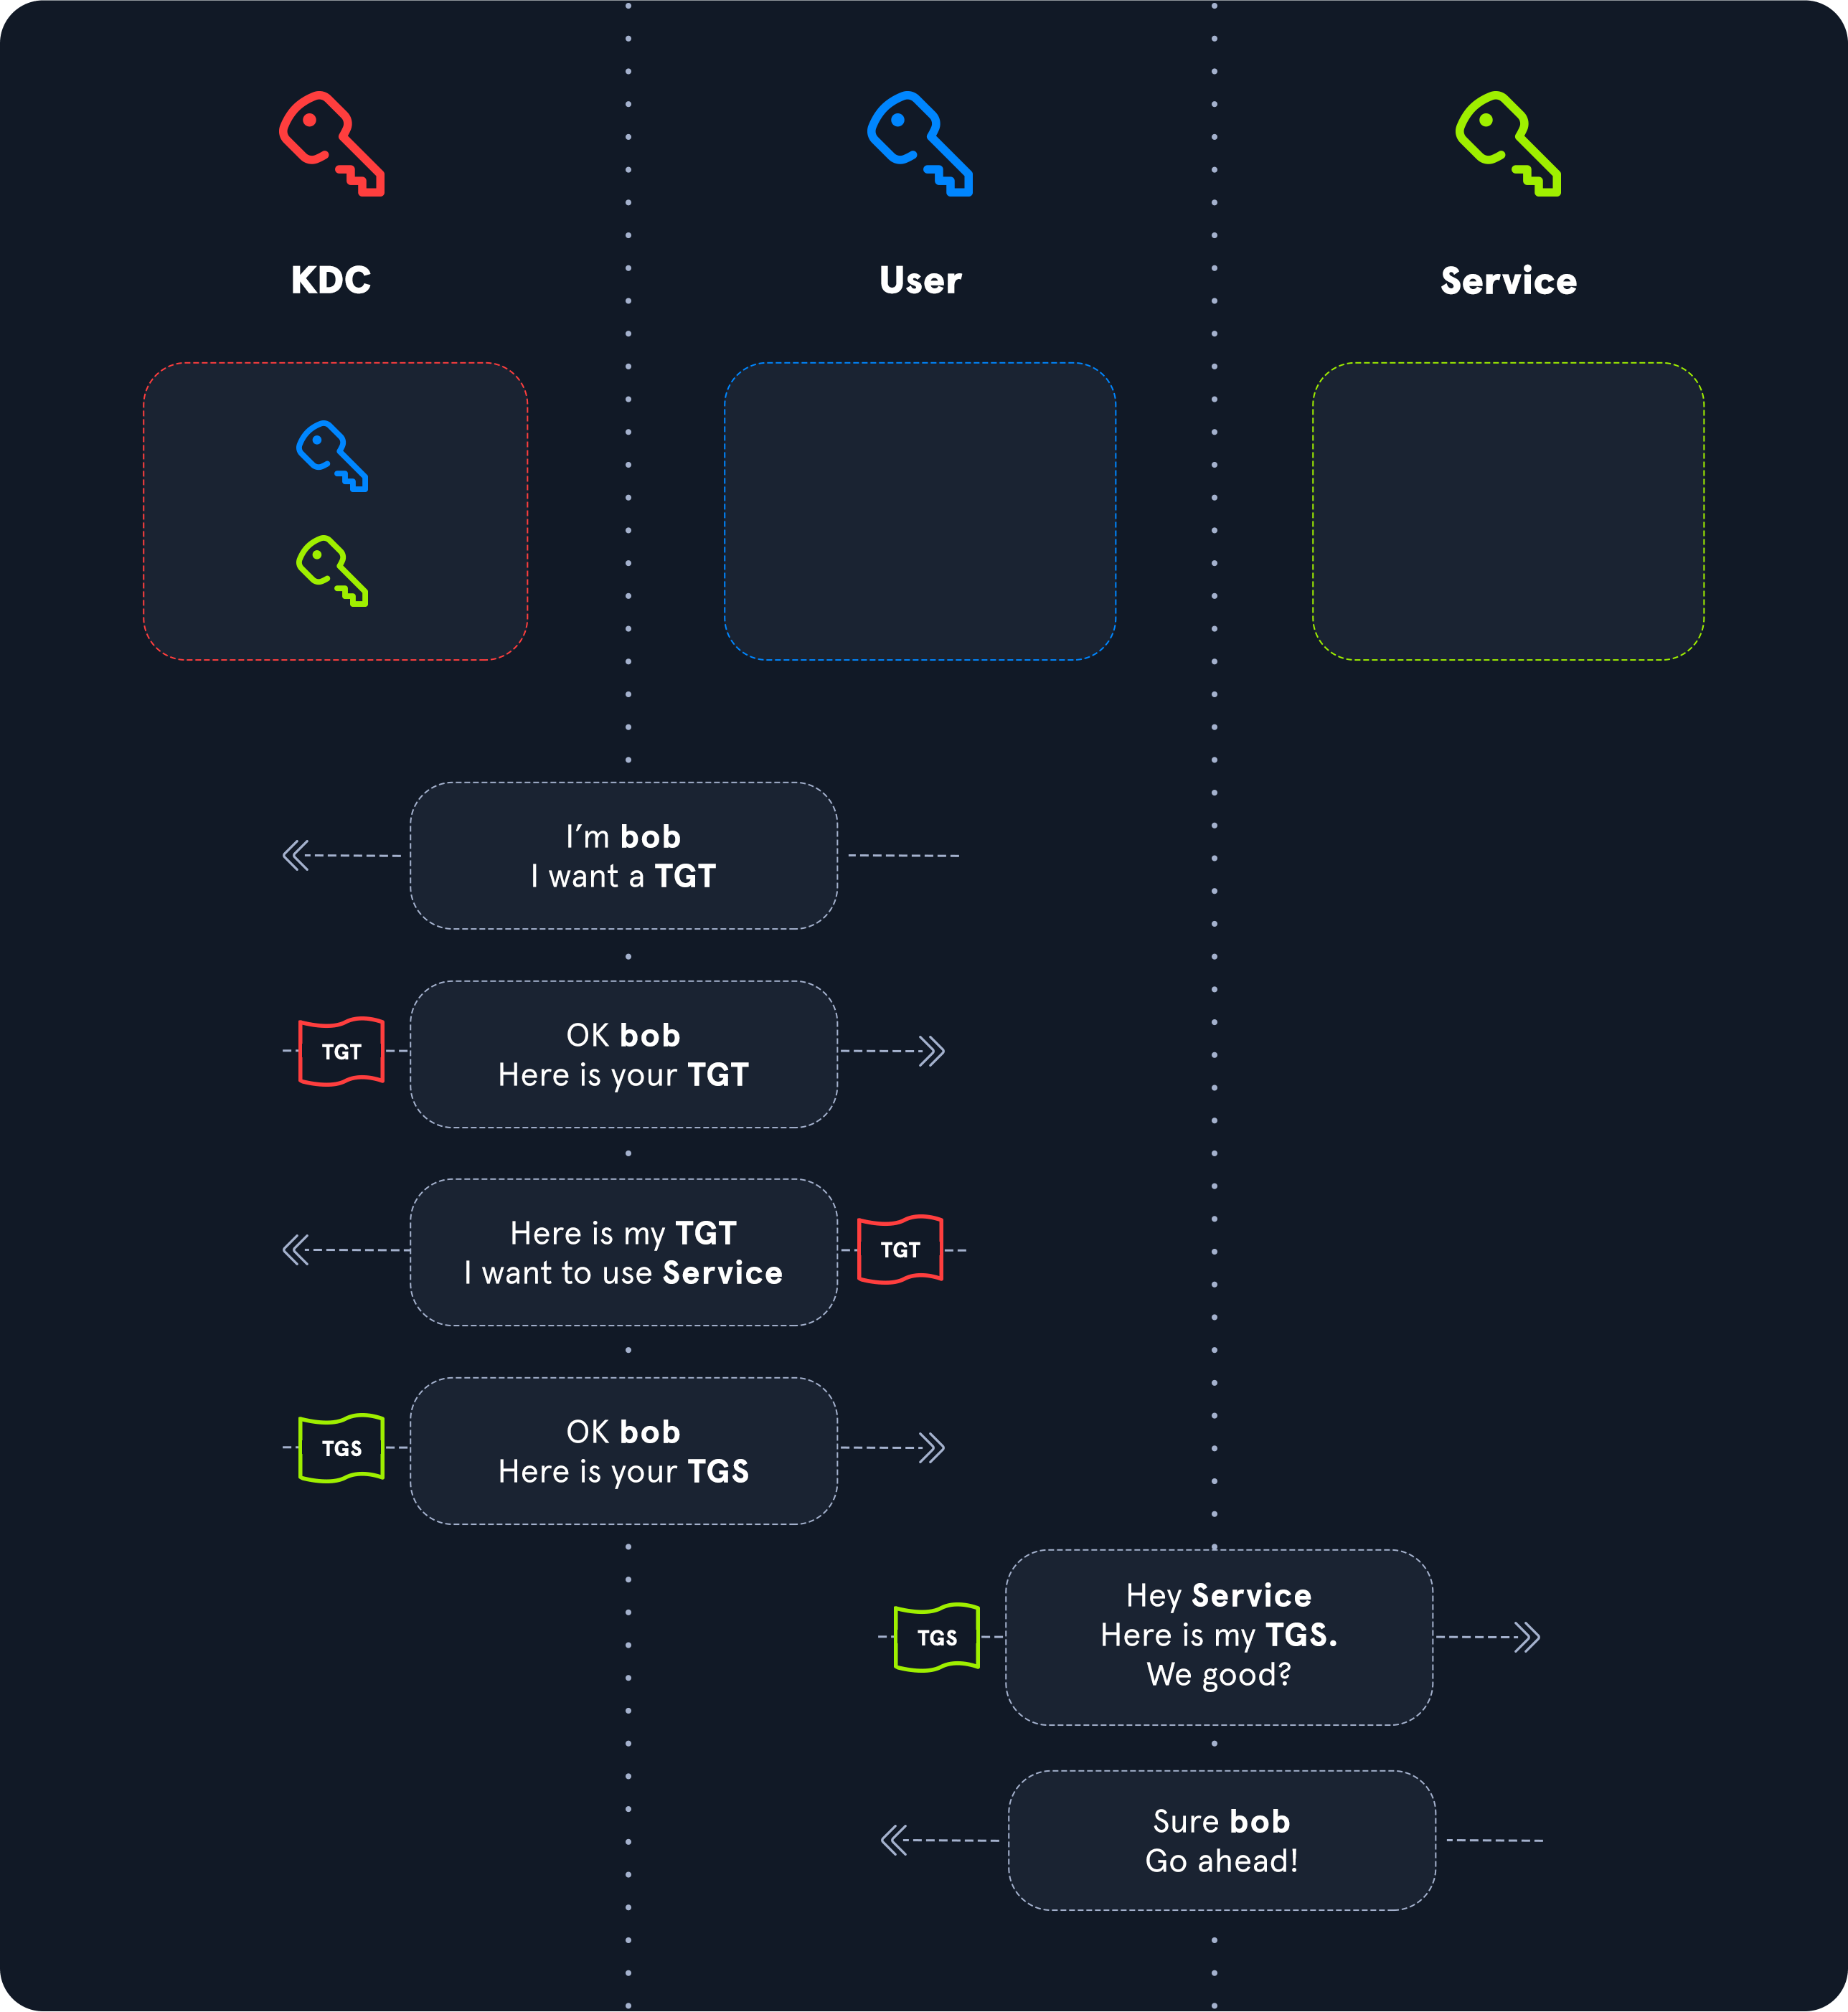 KDC
User
Service
I'm bob
I want a TGT
TGT
OK bob
Here is your TGT
Here is my TGT
I want to use Service
TGT
TGS
OK bob
Here is your TGS
TGS
Hey Service
Here is my TGS.
We good?
Sure bob
Go ahead!